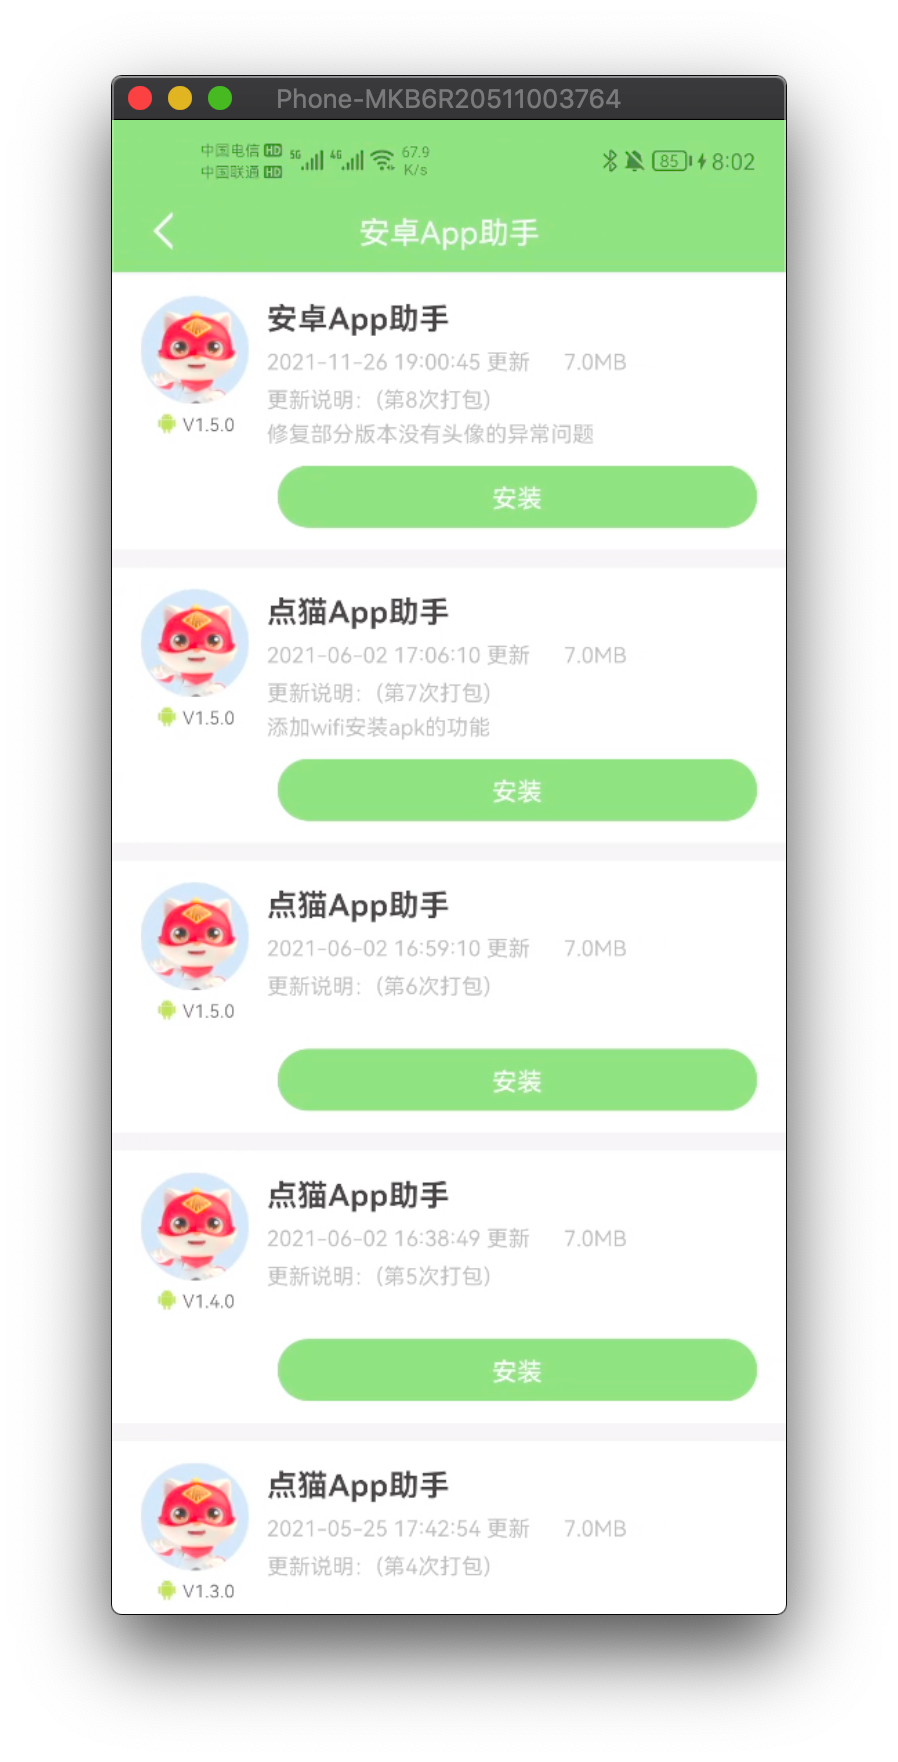 Phone-MKB6R20511003764
中国电信 HD 5G 4G 67.9
中国联通 HD K/s
85 8:02
安卓App助手
安卓App助手
2021-11-26 19:00:45 更新 7.0MB
更新说明：(第8次打包)
V1.5.0
修复部分版本没有头像的异常问题
安装
点猫App助手
2021-06-02 17:06:10 更新 7.0MB
更新说明：(第7次打包)
V1.5.0
添加wifi安装apk的功能
安装
点猫App助手
2021-06-02 16:59:10 更新 7.0MB
更新说明：(第6次打包)
V1.5.0
安装
点猫App助手
2021-06-02 16:38:49 更新 7.0MB
更新说明：(第5次打包)
V1.4.0
安装
点猫App助手
2021-05-25 17:42:54 更新 7.0MB
更新说明：(第4次打包)
V1.3.0